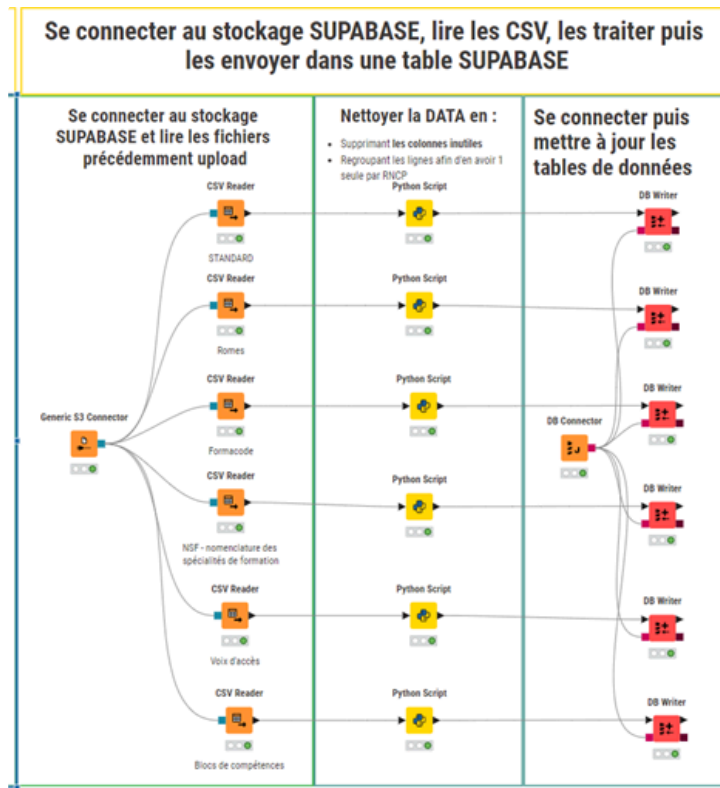 Se connecter au stockage SUPABASE, lire les CSV, les traiter puis
les envoyer dans une table SUPABASE
Se connecter au stockage
SUPABASE et lire les fichiers
précédemment upload
Nettoyer la DATA en :
• Supprimant les colonnes inutiles
• Regroupant les lignes afin d'en avoir 1
seule par RNCP
Se connecter puis
mettre à jour les
tables de données
CSV Reader
STANDARD
Python Script
DB Writer
CSV Reader
Romes
Python Script
DB Writer
CSV Reader
Formacode
Python Script
DB Writer
Generic S3 Connector
DB Connector
CSV Reader
NSF - nomenclature des
spécialités de formation
Python Script
DB Writer
CSV Reader
Voix d'accès
Python Script
DB Writer
CSV Reader
Blocs de compétences
Python Script
DB Writer